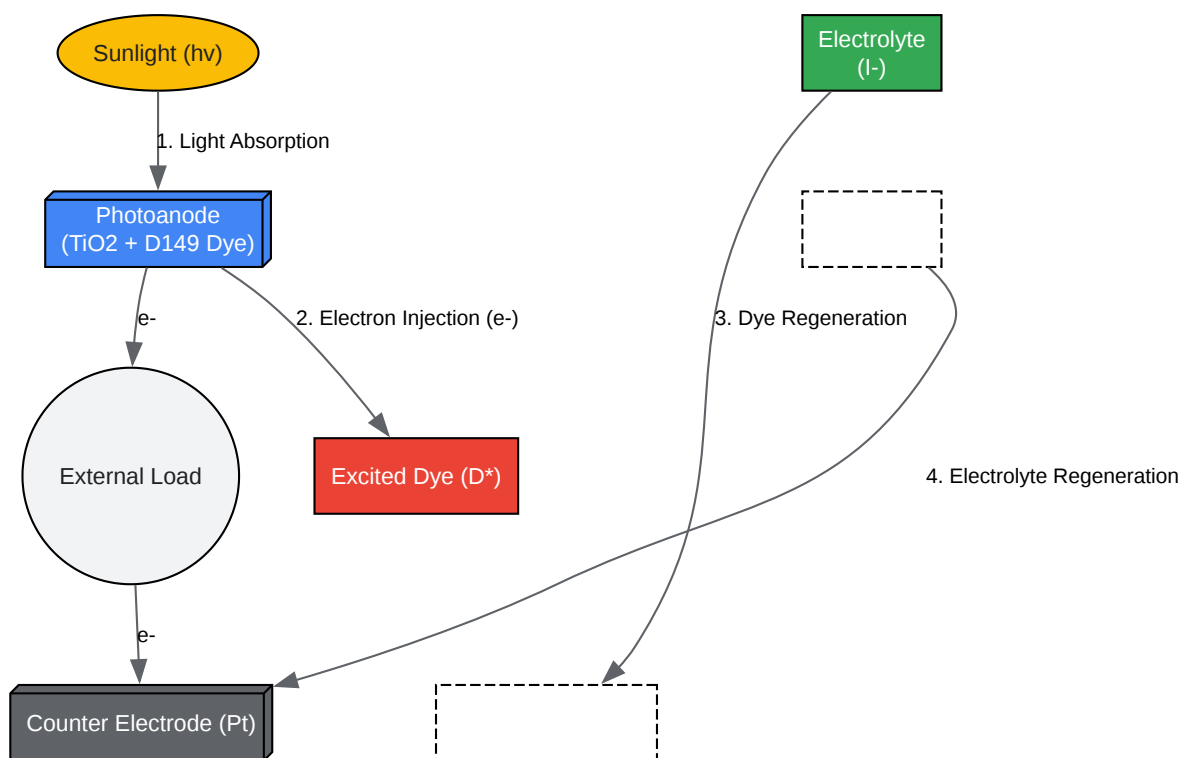 Sunlight (hv)
Electrolyte
(I-)
1. Light Absorption
Photoanode
(TiO2 + D149 Dye)
e-
2. Electron Injection (e-)
3. Dye Regeneration
External Load
Excited Dye (D*)
4. Electrolyte Regeneration
e-
Counter Electrode (Pt)